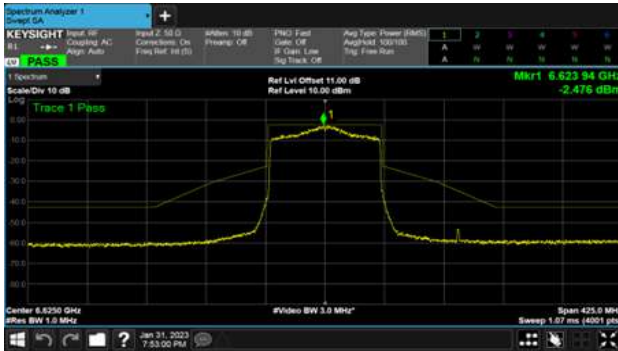 Spectrum Analyzer 1
Swept SA
+
KEYSIGHT
Input: RF
Coupling: AC
Align: Auto
Input Z: 50 Ω
Corrections: On
Freq Ref: Int (S)
#Atten: 10 dB
Preamp: Off
PNO: Fast
Gate: Off
IF Gain: Low
Sig Track: Off
Avg Type: Power (RMS)
Avg|Hold: 100/100
Trig: Free Run
PASS
1 Spectrum
Scale/Div 10 dB
Ref Lvl Offset 11.00 dB
Ref Level 10.00 dBm
Mkr1 6.623 94 GHz
-2.476 dBm
Log
Trace 1 Pass
1
0.00
Center 6.6250 GHz
#Res BW 1.0 MHz
#Video BW 3.0 MHz*
Span 425.0 MHz
Sweep 1.07 ms (4001 pts)
?
Jan 31, 2023
7:53:00 PM